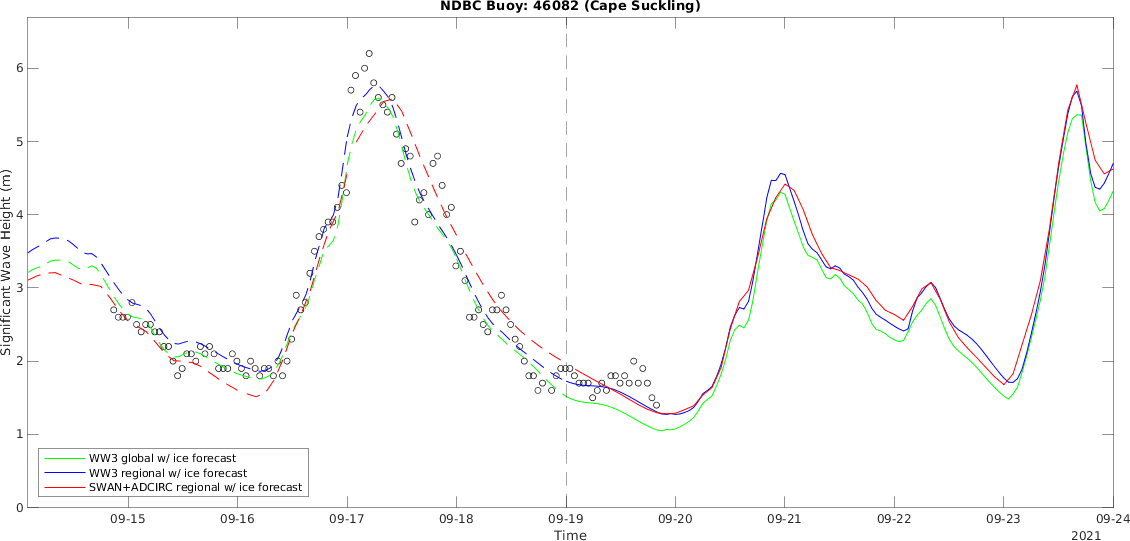 NDBC Buoy: 46082 (Cape Suckling)
Significant Wave Height (m)
6
5
4
3
2
1
0
WW3 global w/ ice forecast
WW3 regional w/ ice forecast
SWAN+ADCIRC regional w/ ice forecast
09-15 09-16 09-17 09-18 09-19 09-20 09-21 09-22 09-23 09-24
Time
2021